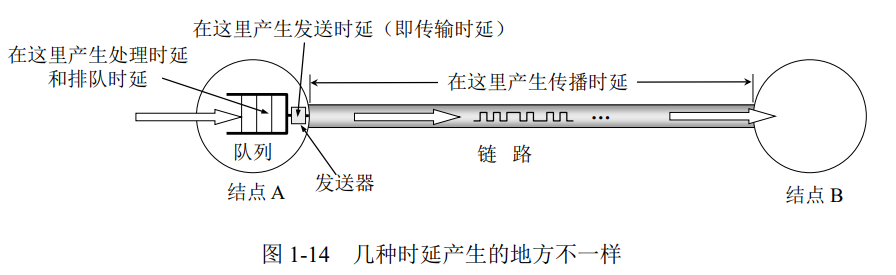 在这里产生发送时延（即传输时延）
在这里产生处理时延
和排队时延
在这里产生传播时延
队列
发送器
链 路
结点 A
结点 B
图 1-14 几种时延产生的地方不一样